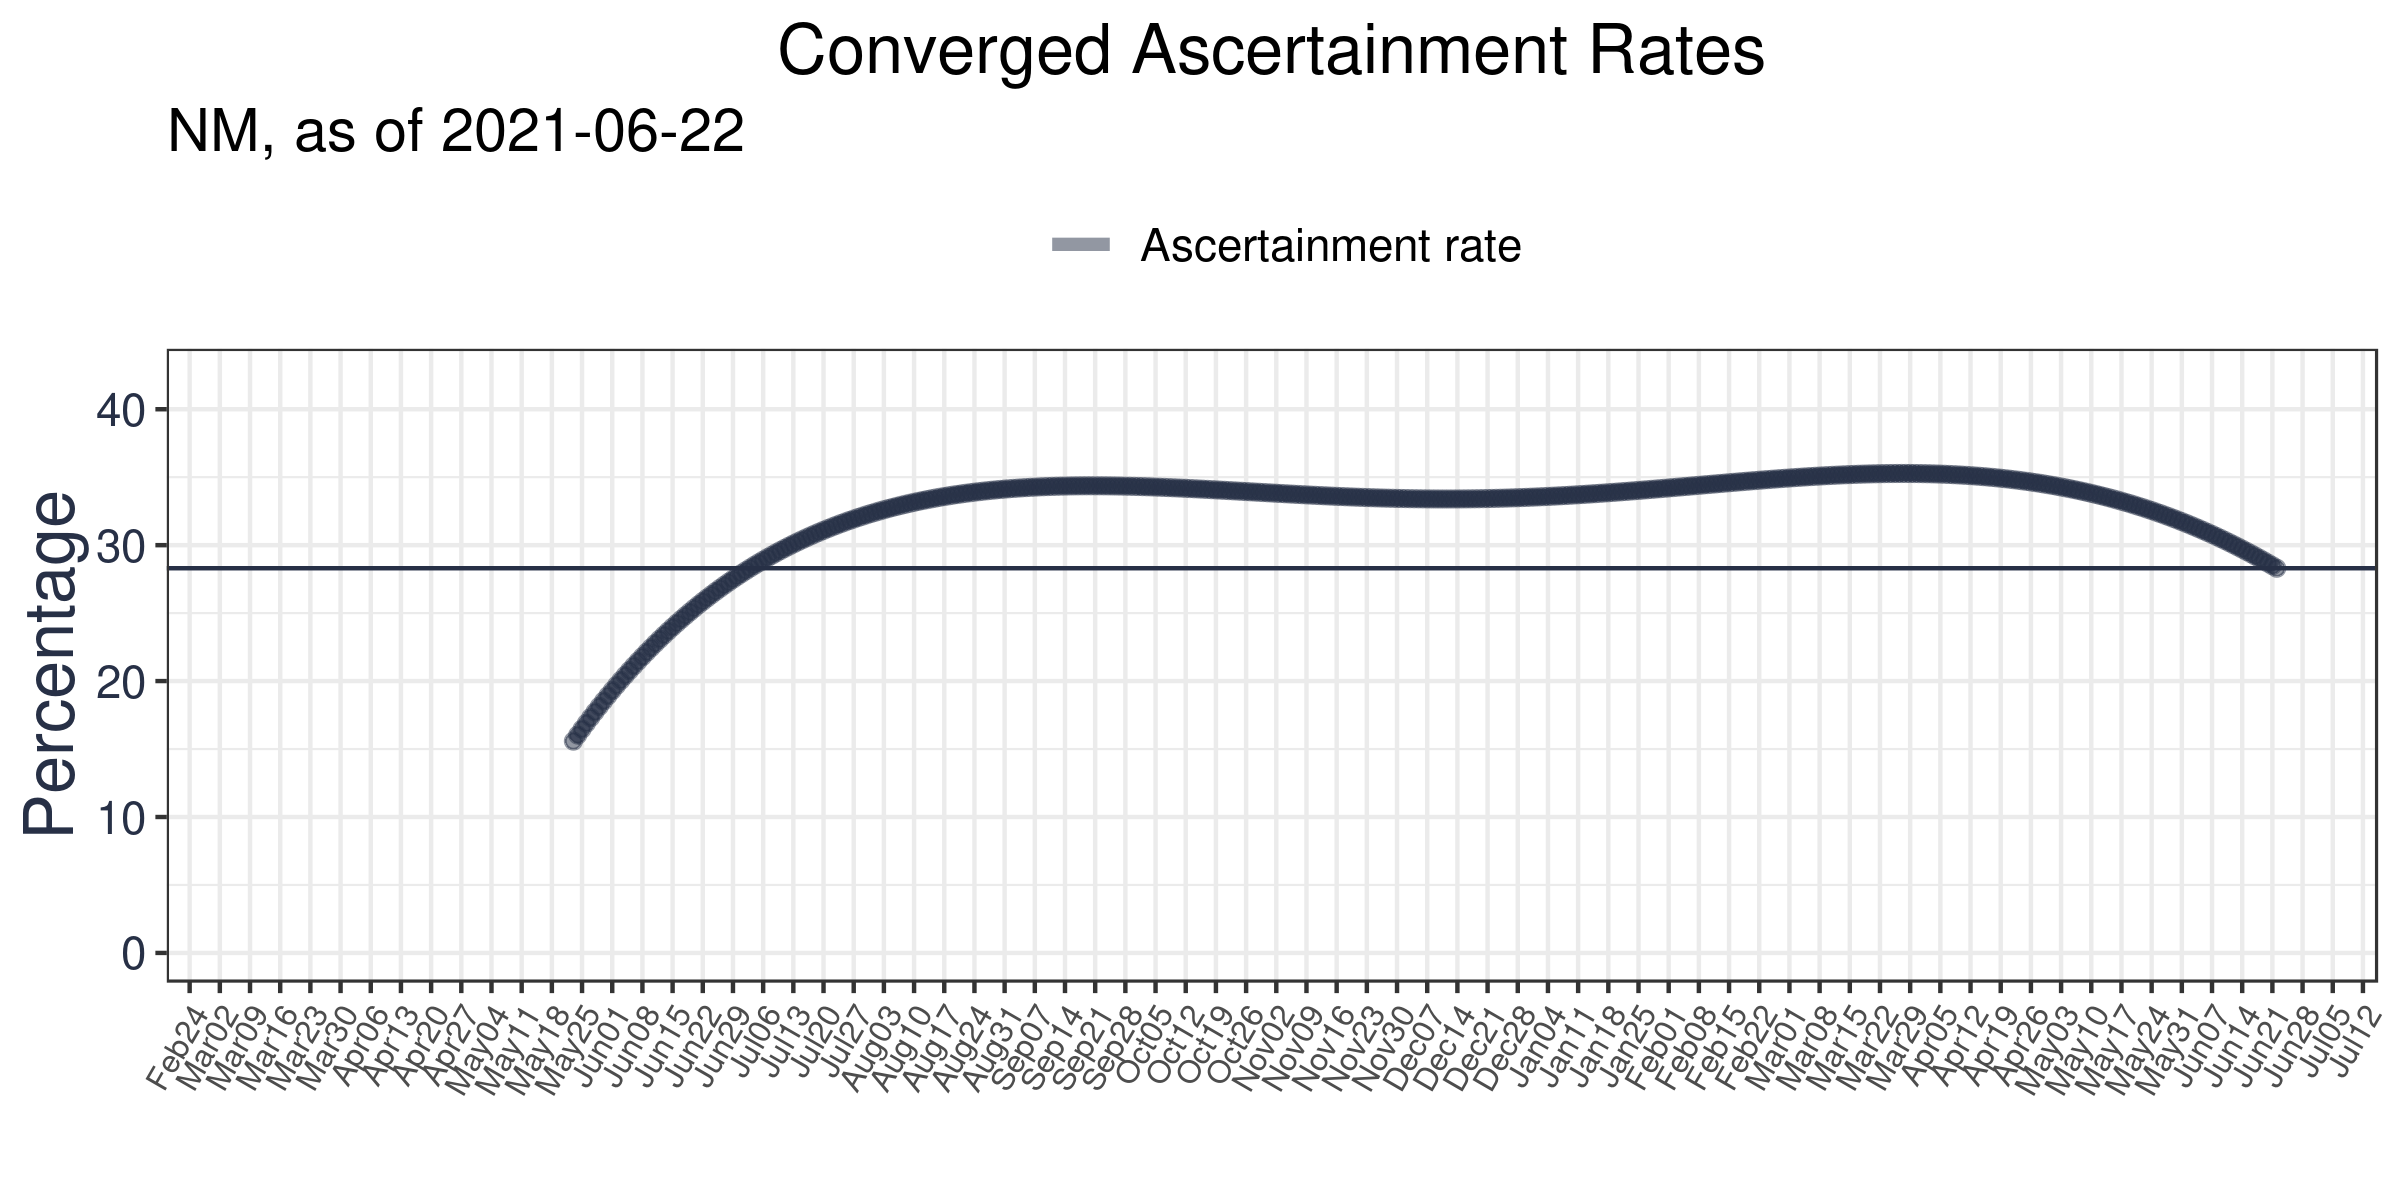 Converged Ascertainment Rates
NM, as of 2021-06-22
Ascertainment rate
Percentage
40
30
20
10
0
Feb24
Mar02
Mar09
Mar16
Mar23
Mar30
Apr06
Apr13
Apr20
Apr27
May04
May11
May18
May25
Jun01
Jun08
Jun15
Jun22
Jun29
Jul06
Jul13
Jul20
Jul27
Aug03
Aug10
Aug17
Aug24
Aug31
Sep07
Sep14
Sep21
Sep28
Oct05
Oct12
Oct19
Oct26
Nov02
Nov09
Nov16
Nov23
Nov30
Dec07
Dec14
Dec21
Dec28
Jan04
Jan11
Jan18
Jan25
Feb01
Feb08
Feb15
Feb22
Mar01
Mar08
Mar15
Mar22
Mar29
Apr05
Apr12
Apr19
Apr26
May03
May10
May17
May24
May31
Jun07
Jun14
Jun21
Jun28
Jul05
Jul12